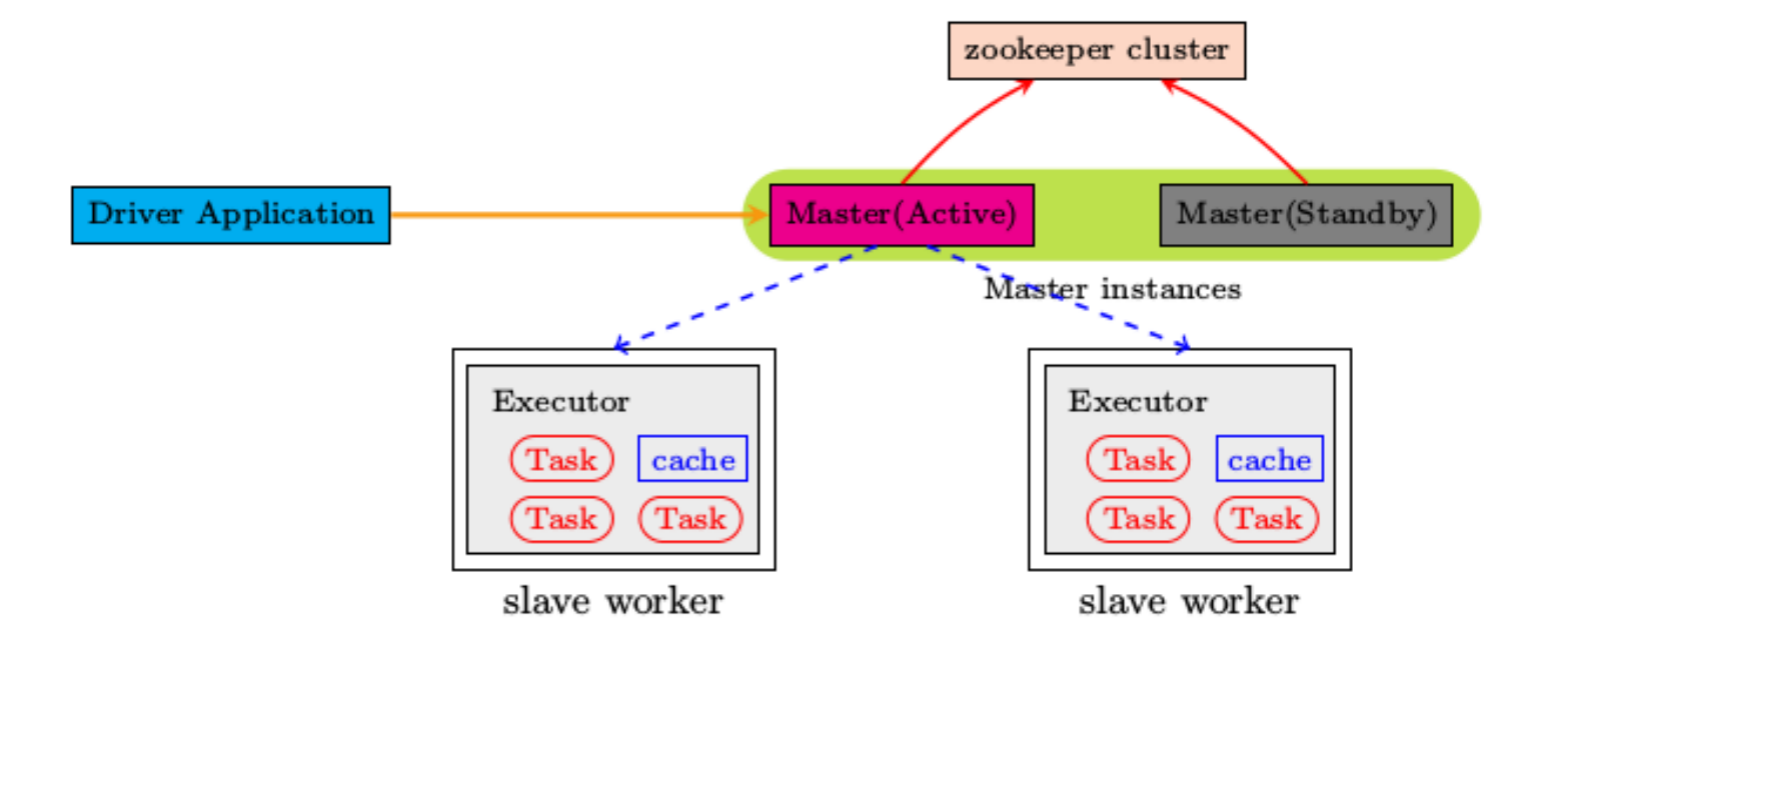 zookeeper cluster
Driver Application
Master(Active)
Master(Standby)
Master instances
Executor
Task
cache
Task
Task
slave worker
Executor
Task
cache
Task
Task
slave worker